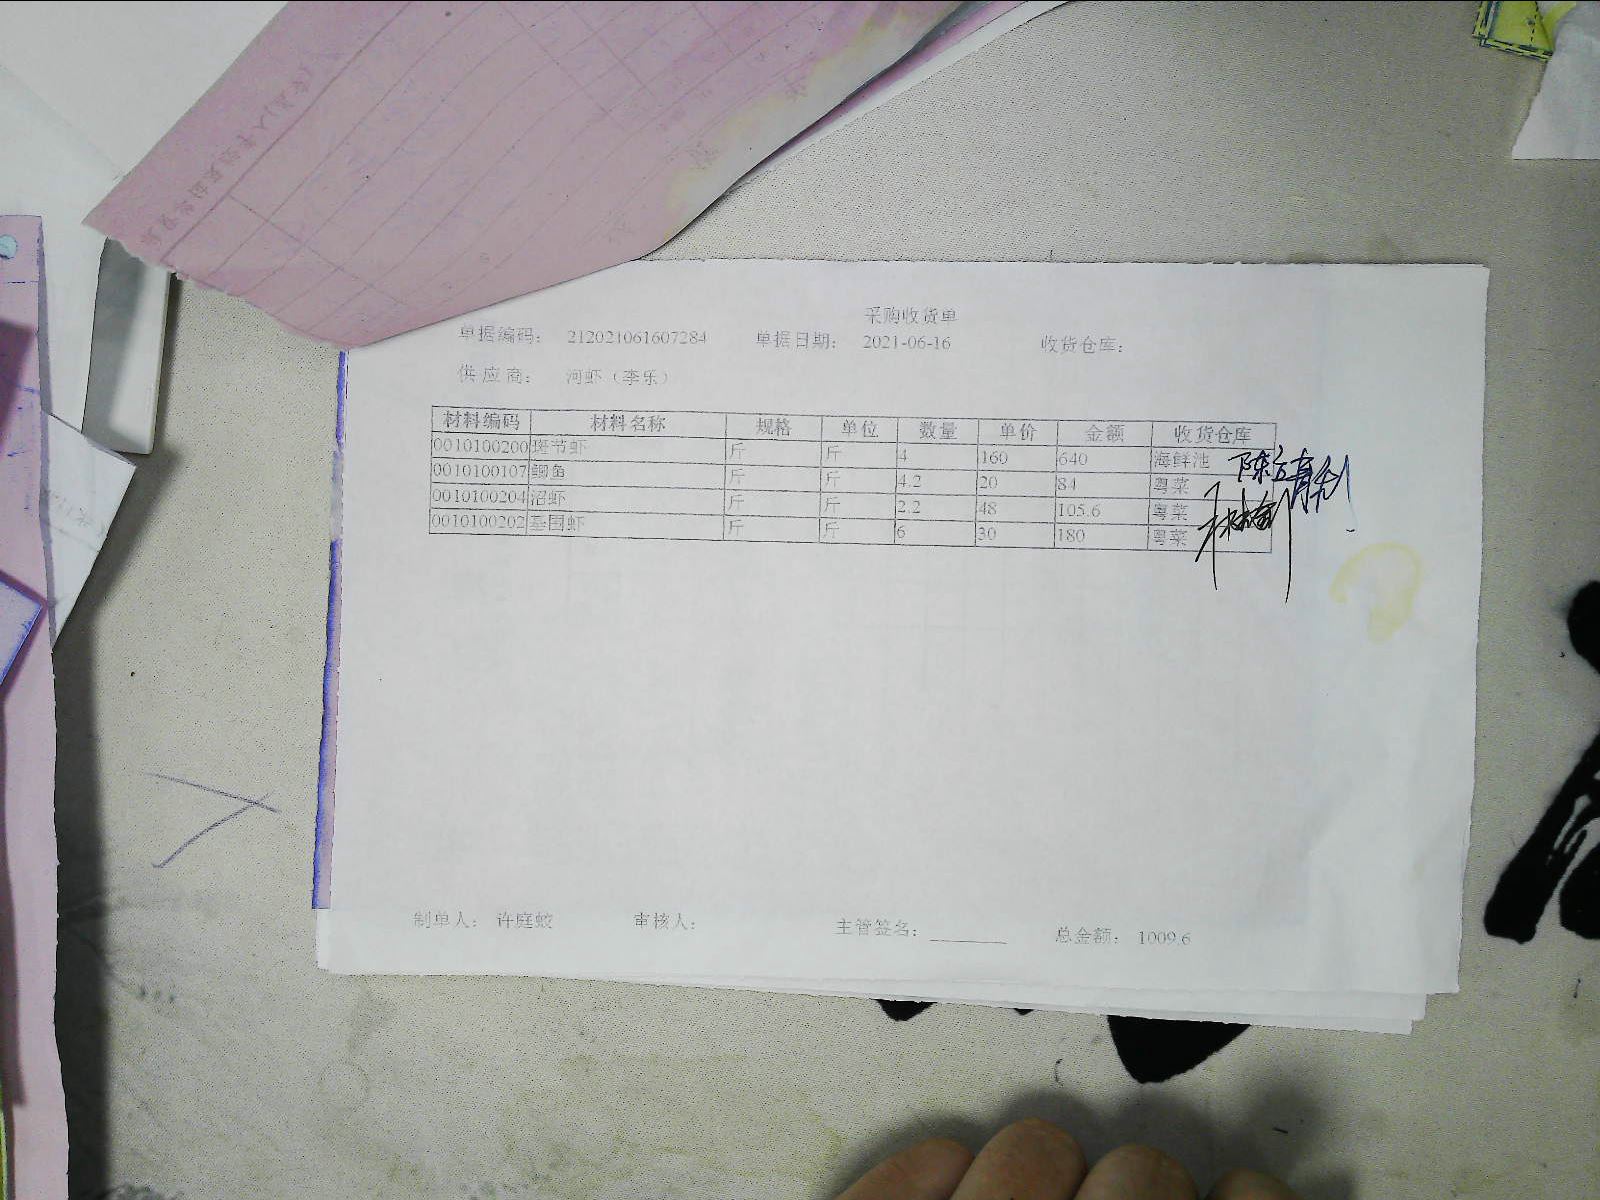 采购收货单
单据编码： 212021061607284 单据日期： 2021-06-16 收货仓库：
供应商： 河虾（李乐）
材料编码 材料名称 规格 单位 数量 单价 金额 收货仓库
0010100200 斑节虾 斤 斤 4 160 640 海鲜池
0010100107 鲫鱼 斤 斤 4.2 20 84 粤菜
0010100204 沼虾 斤 斤 2.2 48 105.6 粤菜
0010100202 基围虾 斤 斤 6 30 180 粤菜
制单人： 许庭蛟 审核人： 主管签名： 总金额： 1009.6